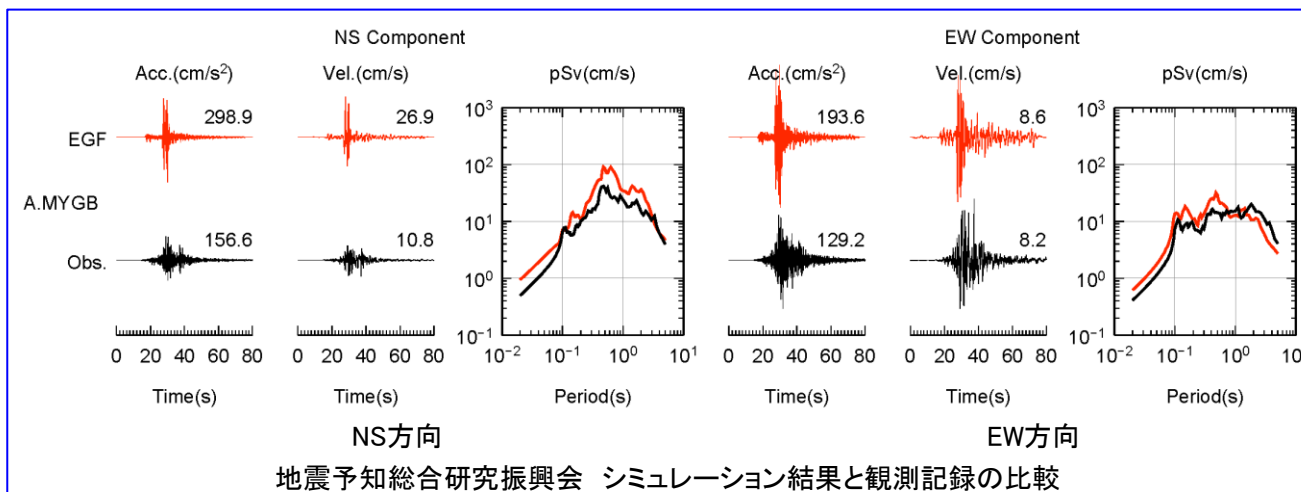 NS Component EW Component
Acc.(cm/s²) Vel.(cm/s) pSv(cm/s) Acc.(cm/s²) Vel.(cm/s) pSv(cm/s)
EGF 298.9 26.9 193.6 8.6
A.MYGB
Obs. 156.6 10.8 129.2 8.2
10³ 10³
10² 10²
10¹ 10¹
10⁰ 10⁰
10⁻¹ 10⁻¹
0 20 40 60 80 0 20 40 60 80 10⁻² 10⁻¹ 10⁰ 10¹ 0 20 40 60 80 0 20 40 60 80 10⁻² 10⁻¹ 10⁰ 10
Time(s) Time(s) Period(s) Time(s) Time(s) Period(s)
NS方向 EW方向
地震予知総合研究振興会 シミュレーション結果と観測記録の比較